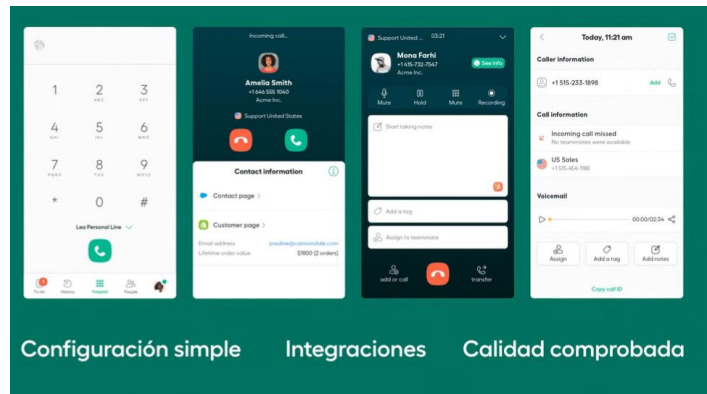 1
2
ABC
3
DEF
4
GHI
5
JKL
6
MNO
7
PQRS
8
TUV
9
WXYZ
*
0
#
Leo Personal Line
3
To-do
History
Keypad
People
Incoming call...
Amelia Smith
+1 646 555 1040
Acme Inc.
Support United States
Contact information
Contact page >
Customer page >
Email address pauline@cannondale.com
Lifetime order value $1800 (2 orders)
Support United ... 03:21
Mona Farhi
+1 415-732-7547
Acme Inc.
See info
Mute Hold Mute Recording
Start taking notes
Add a tag
Assign to teammate
add or call
transfer
Today, 11:21 am
Caller information
+1 515-233-1898 Add
Call information
Incoming call missed
No teammates were available
US Sales
+1 515-454-1188
Voicemail
00:00/02:34
Assign Add a tag Add notes
Copy call ID
Configuración simple Integraciones Calidad comprobada